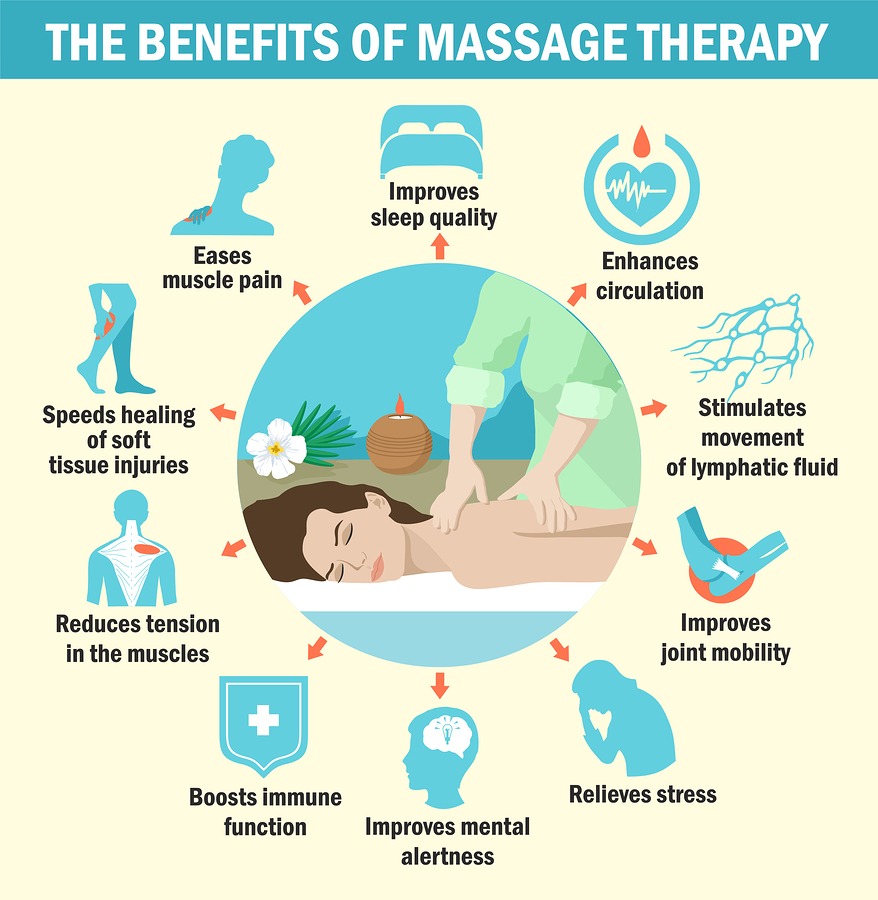 THE BENEFITS OF MASSAGE THERAPY
Improves
sleep quality
Enhances
circulation
Stimulates
movement
of lymphatic fluid
Improves
joint mobility
Relieves stress
Improves mental
alertness
Boosts immune
function
Reduces tension
in the muscles
Speeds healing
of soft
tissue injuries
Eases
muscle pain